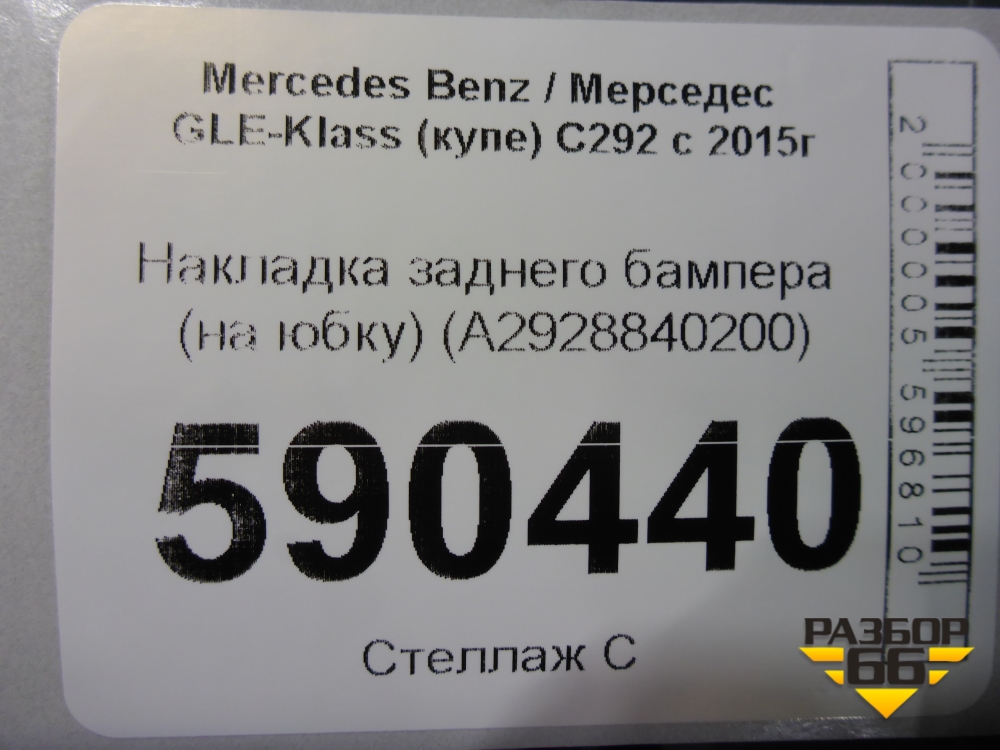 Mercedes Benz / Мерседес
GLE-Klass (купе) C292 с 2015г
Накладка заднего бампера
(на юбку) (A2928840200)
590440
Стеллаж С
2000005596810
РАЗБОР
66